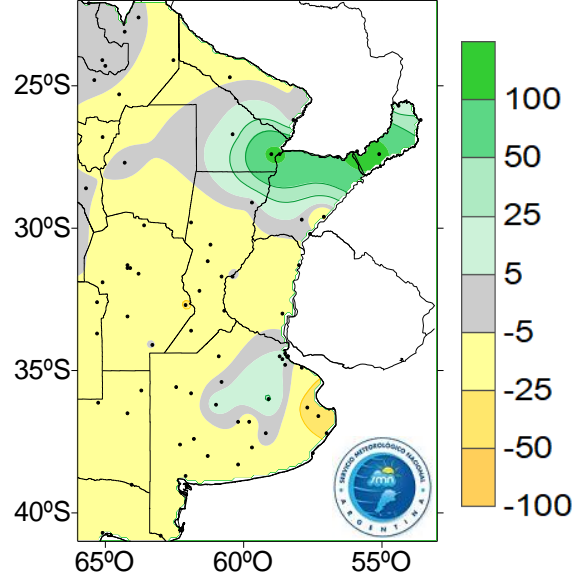 25ºS
30ºS
35ºS
40ºS
65ºO
60ºO
55ºO
100
50
25
5
-5
-25
-50
-100
SERVICIO METEOROLÓGICO NACIONAL
smn
ARGENTINA